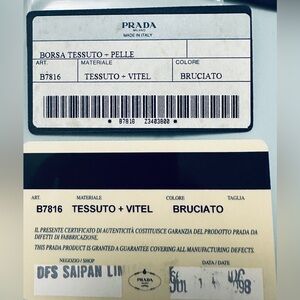 PRADA
MILANO
MADE IN ITALY
BORSA TESSUTO + PELLE
ART. MATERIALE COLORE
B7816 TESSUTO + VITEL BRUCIATO
* B7816 Z3403800 *
ART. MATERIALE COLORE TAGLIA
B7816 TESSUTO + VITEL BRUCIATO
IL PRESENTE CERTIFICATO DI AUTENTICITÀ COSTITUISCE GARANZIA DEL PRODOTTO PRADA DA
DIFETTI DI FABBRICAZIONE.
THIS PRADA PRODUCT IS GRANTED A GUARANTEE COVERING ALL MANUFACTURING DEFECTS.
NEGOZIO / SHOP DATA / DATE
DFS SAIPAN LIM
PRADA